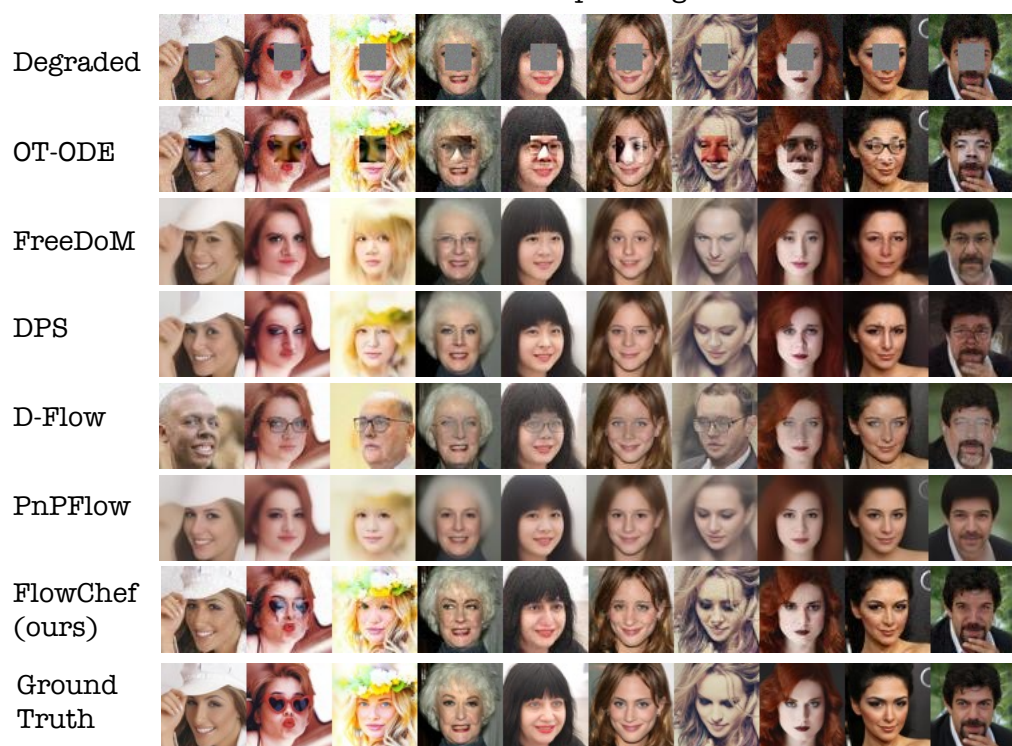 Degraded
OT-ODE
FreeDoM
DPS
D-Flow
PnPFlow
FlowChef
(ours)
Ground
Truth